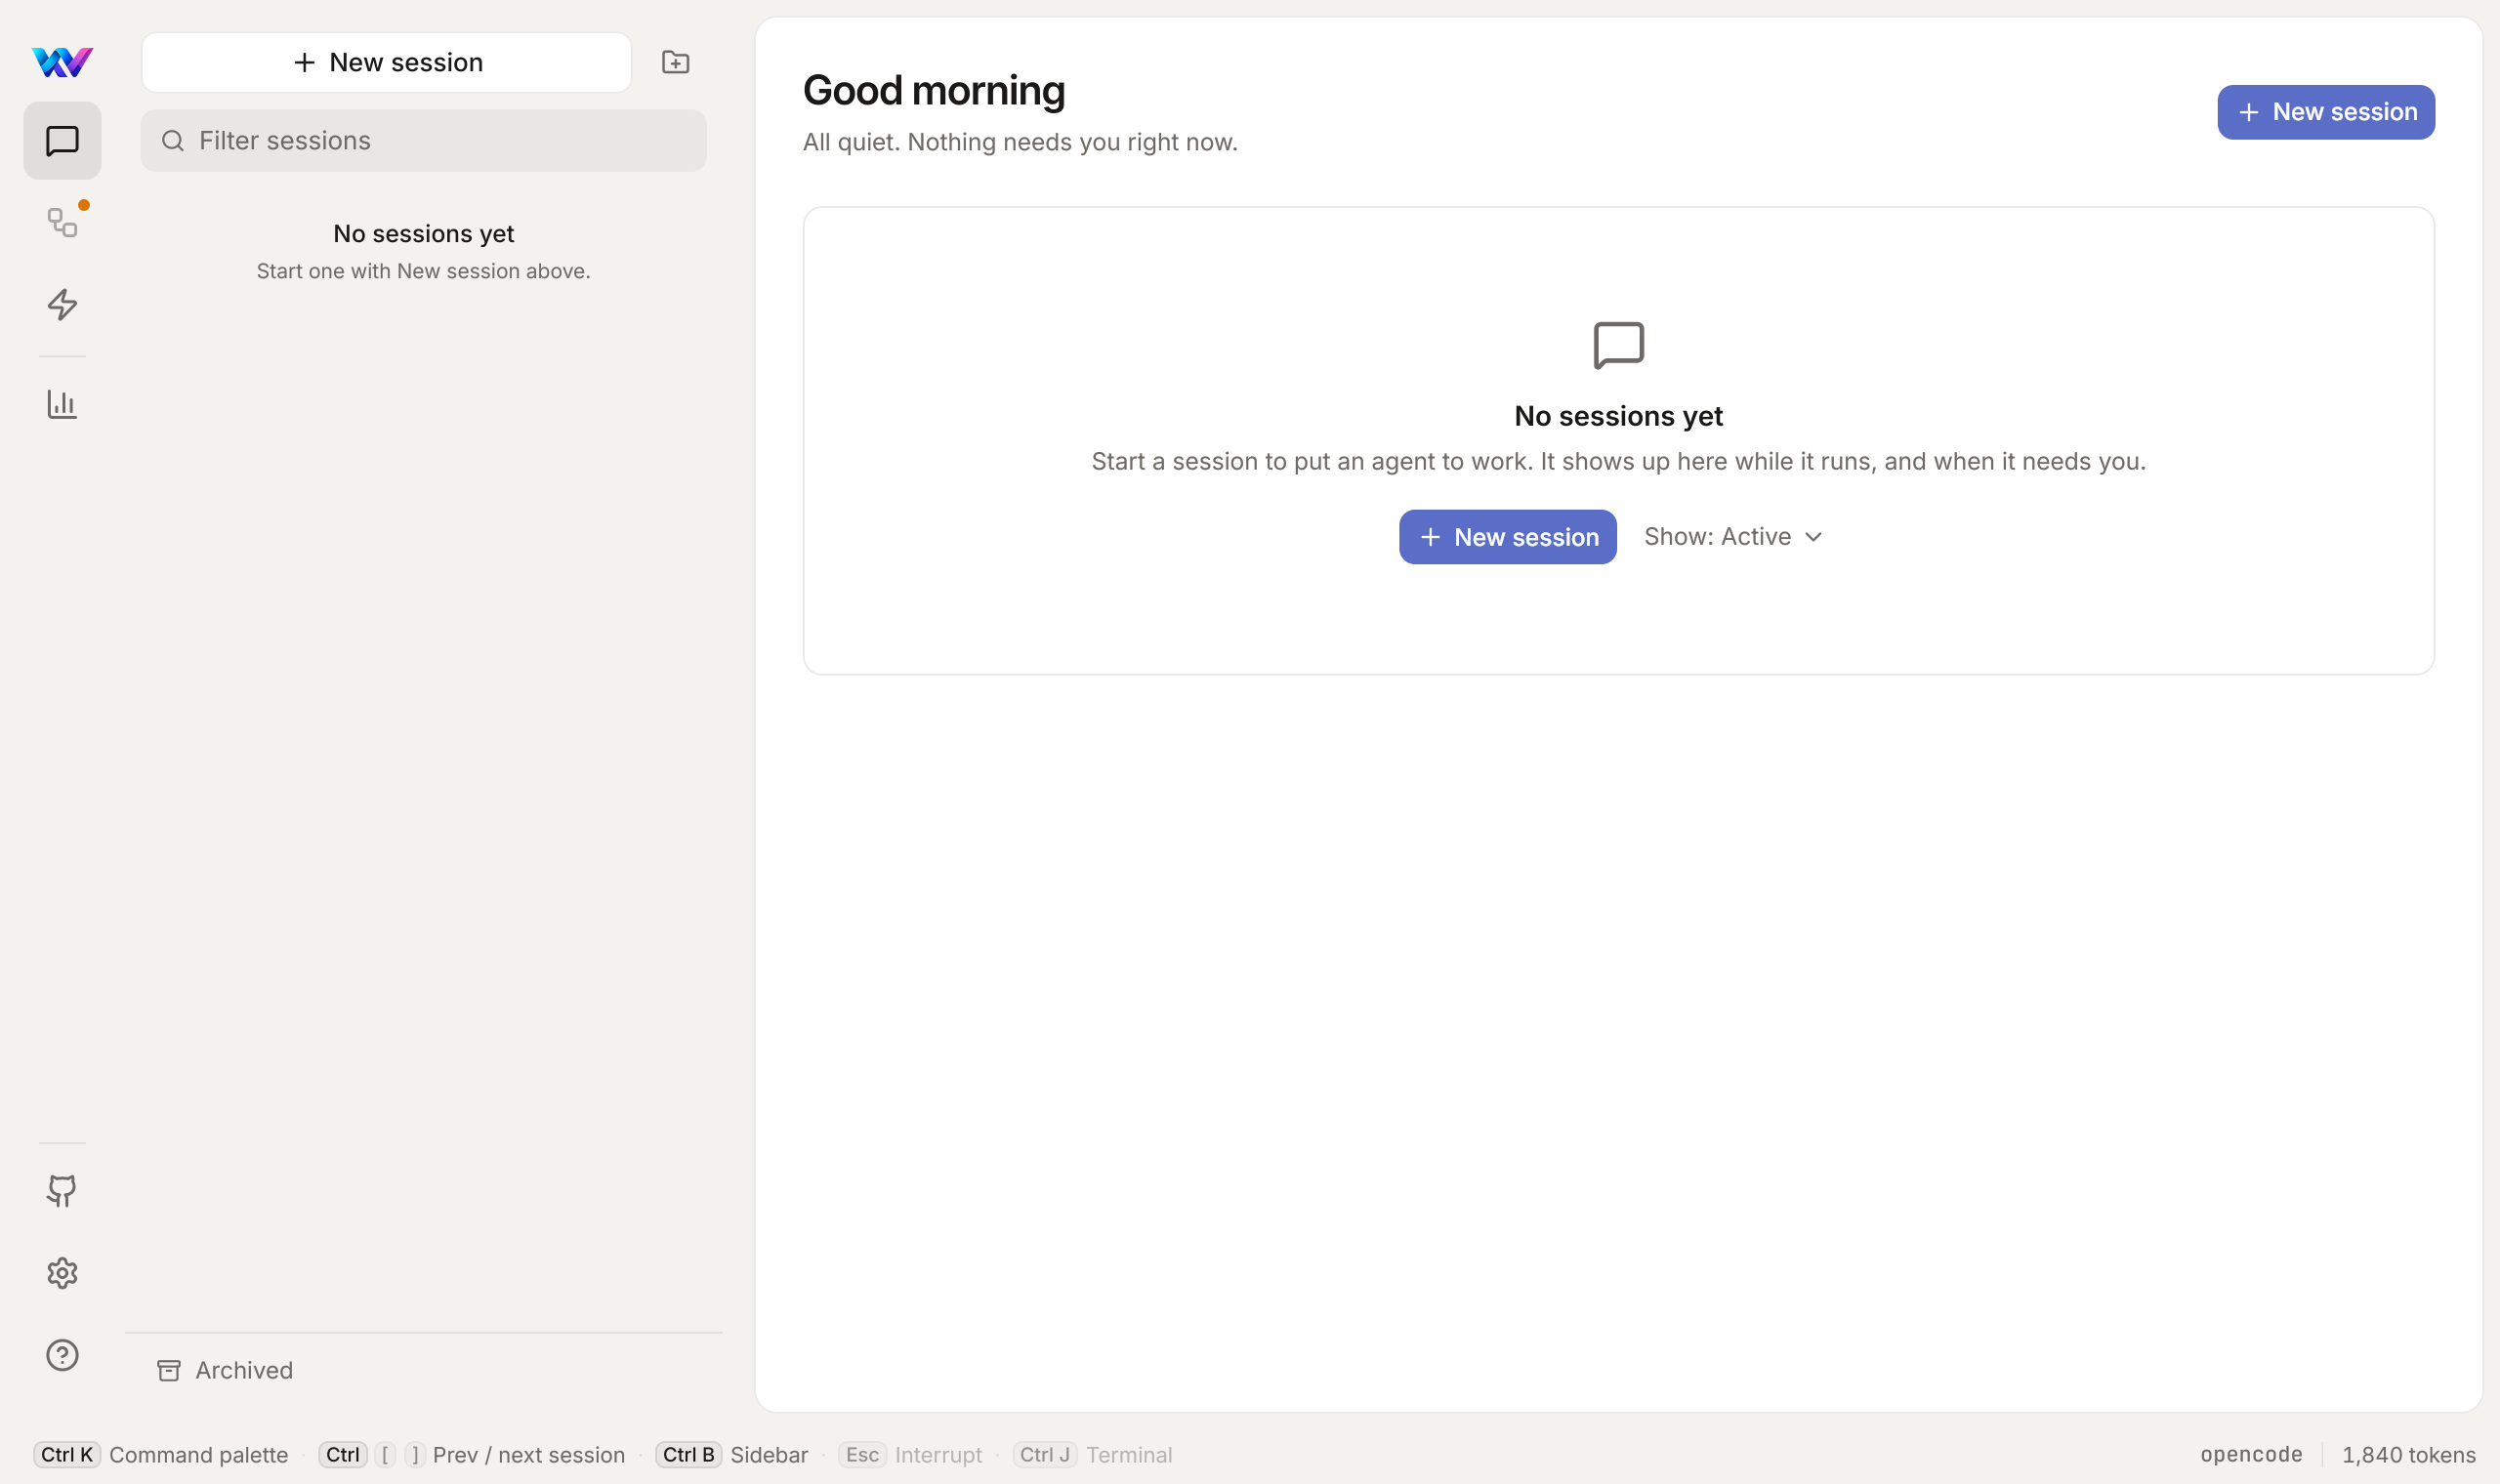 New session
Filter sessions
No sessions yet
Start one with New session above.
Archived
Good morning
All quiet. Nothing needs you right now.
New session
No sessions yet
Start a session to put an agent to work. It shows up here while it runs, and when it needs you.
New session
Show: Active
Ctrl K Command palette · Ctrl [ ] Prev / next session · Ctrl B Sidebar · Esc Interrupt · Ctrl J Terminal
opencode 1,840 tokens